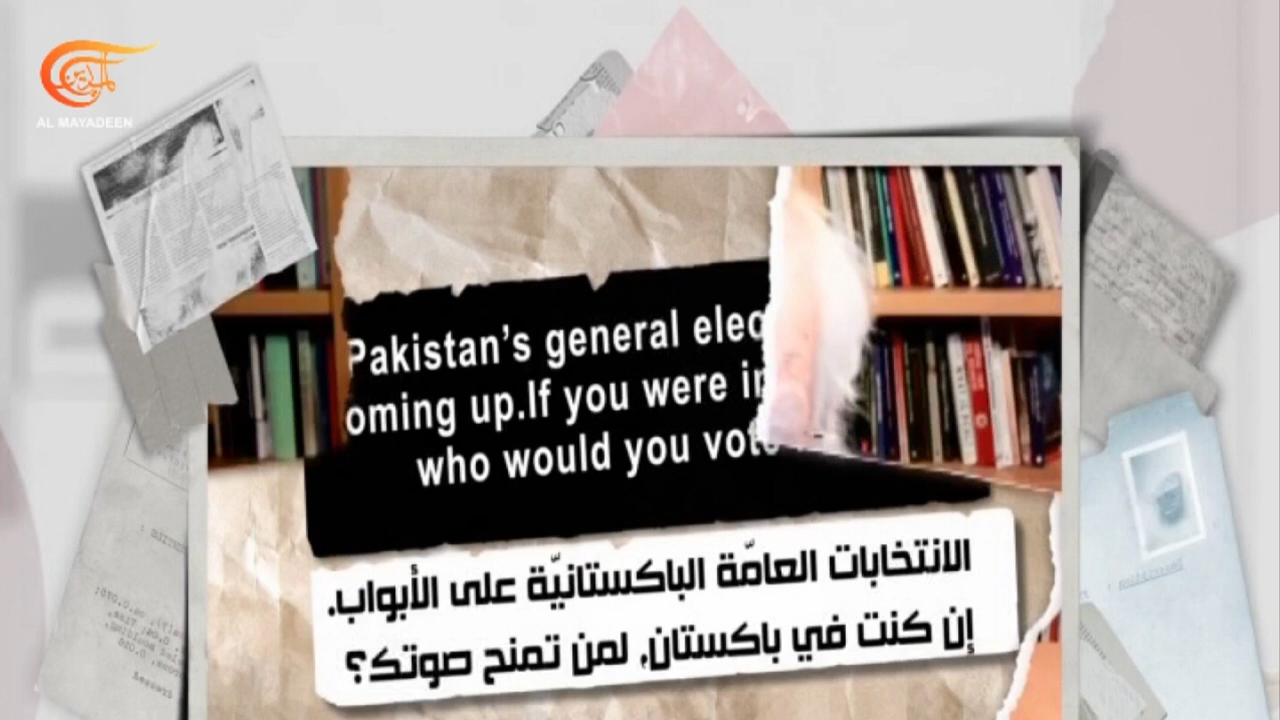 AL MAYADEEN
Pakistan’s general elec
oming up.If you were in
who would you vote
الانتخابات العامّة الباكستانيّة على الأبواب.
إن كنت في باكستان، لمن تمنح صوتك؟